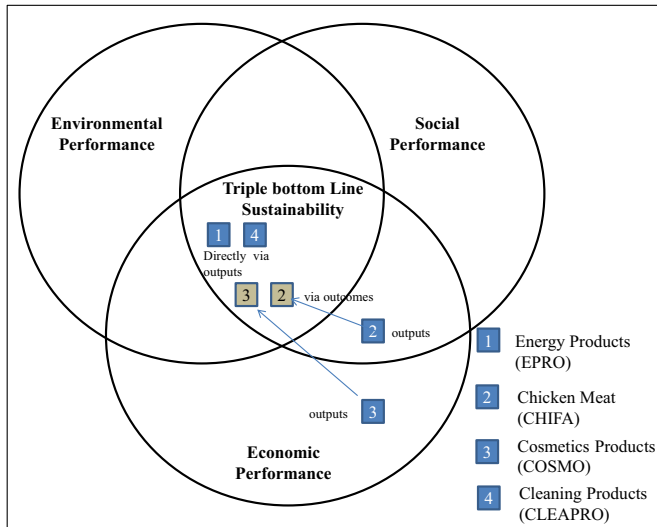 Environmental
Performance
Social
Performance
Triple bottom Line
Sustainability
1 4
Directly via
outputs
3 2 via outcomes
2 outputs
outputs 3
Economic
Performance
1 Energy Products
(EPRO)
2 Chicken Meat
(CHIFA)
3 Cosmetics Products
(COSMO)
4 Cleaning Products
(CLEAPRO)